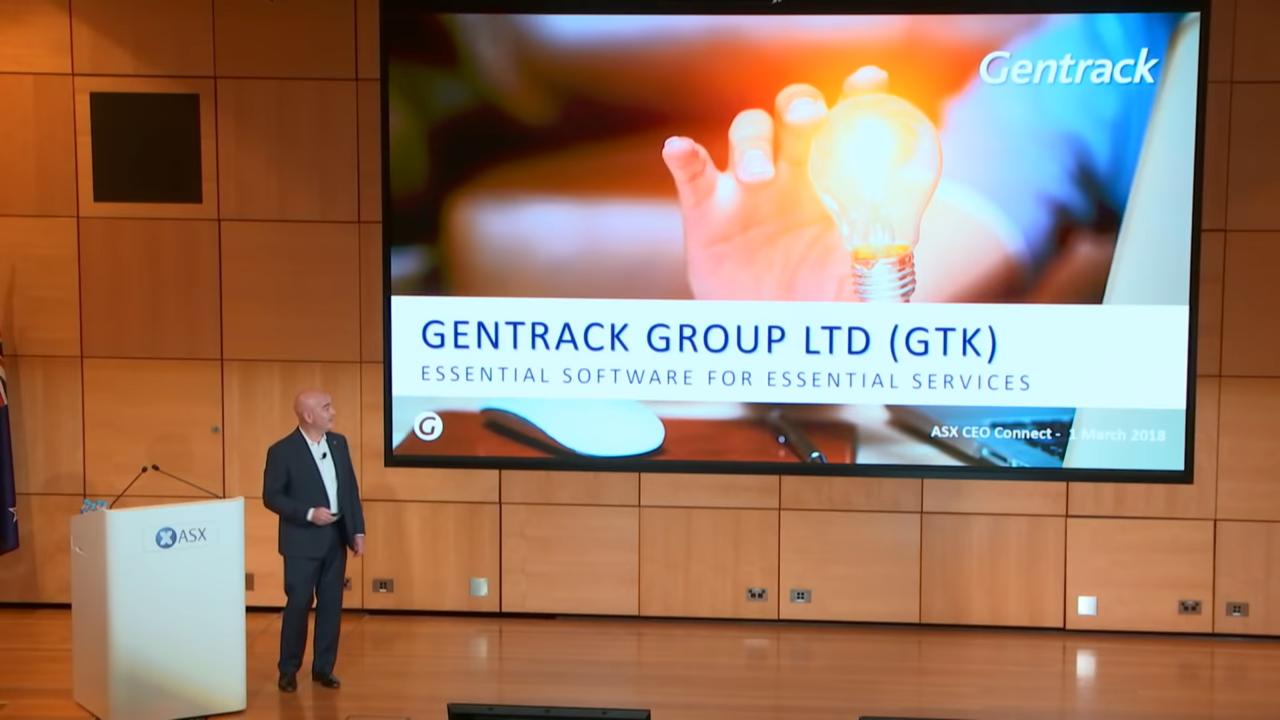 Gentrack
GENTRACK GROUP LTD (GTK)
ESSENTIAL SOFTWARE FOR ESSENTIAL SERVICES
G
ASX CEO Connect - 1 March 2018
ASX